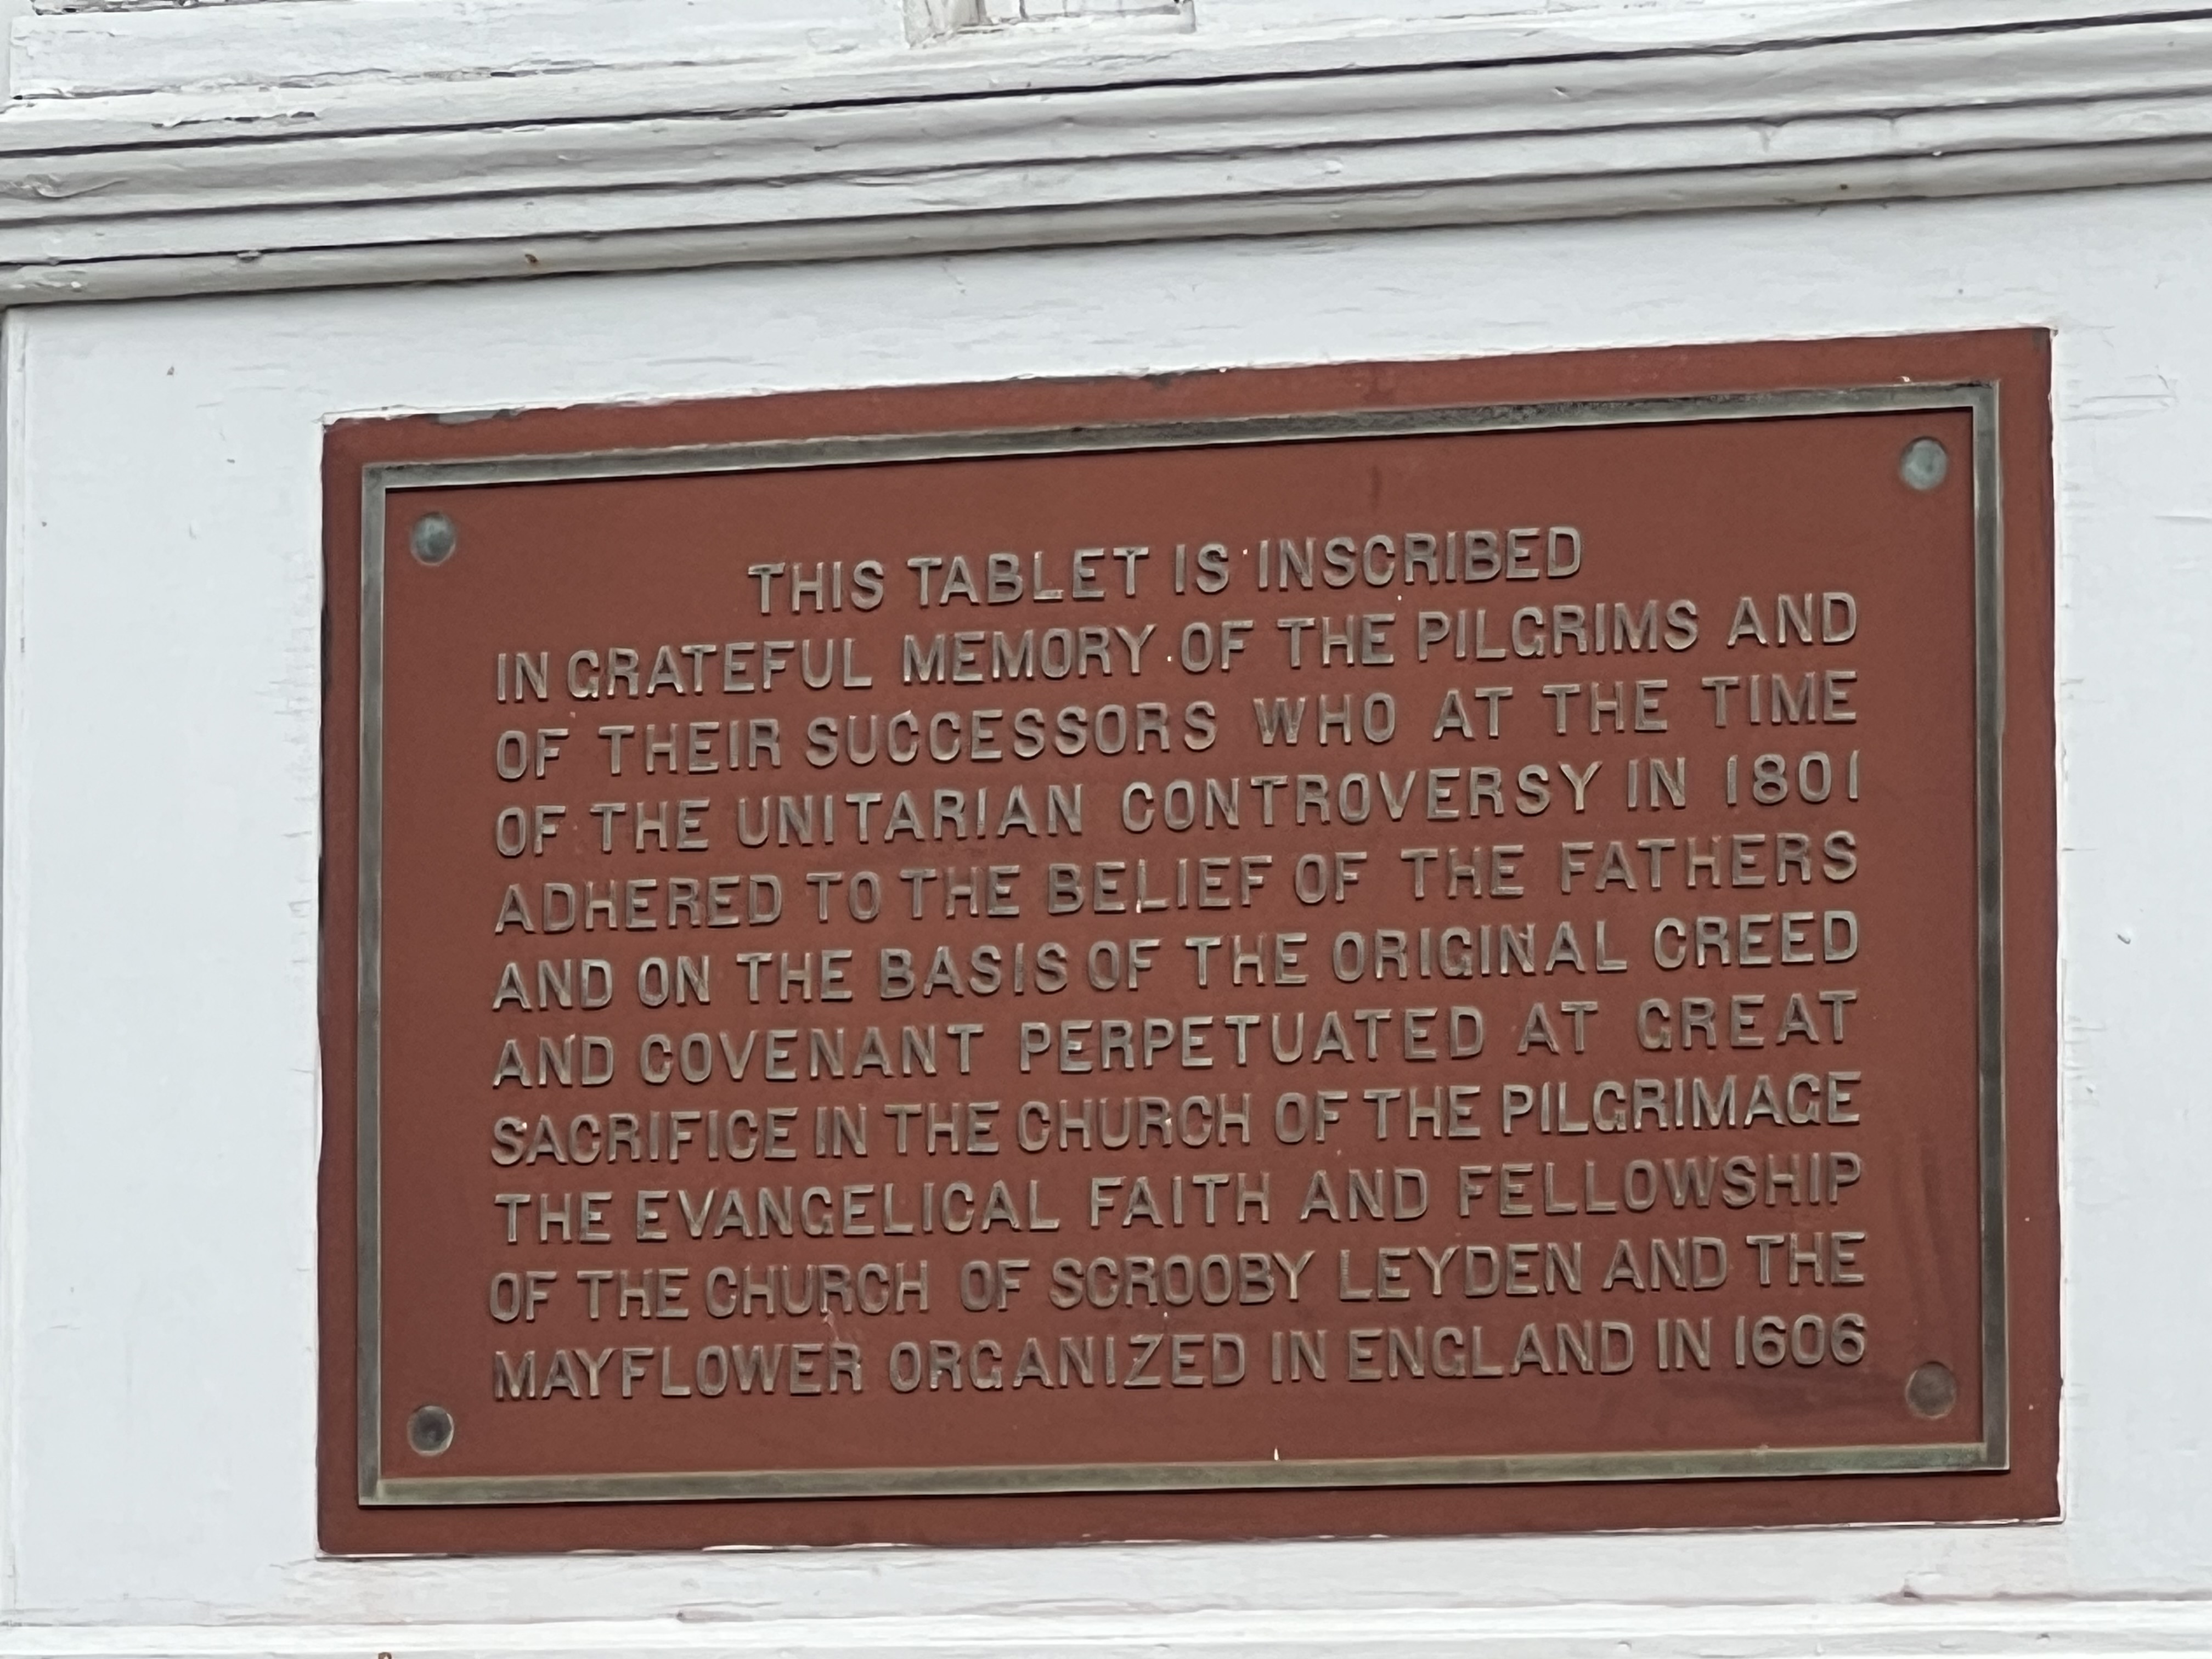 THIS TABLET IS INSCRIBED
IN GRATEFUL MEMORY OF THE PILGRIMS AND
OF THEIR SUCCESSORS WHO AT THE TIME
OF THE UNITARIAN CONTROVERSY IN 1801
ADHERED TO THE BELIEF OF THE FATHERS
AND ON THE BASIS OF THE ORIGINAL CREED
AND COVENANT PERPETUATED AT GREAT
SACRIFICE IN THE CHURCH OF THE PILGRIMAGE
THE EVANGELICAL FAITH AND FELLOWSHIP
OF THE CHURCH OF SCROOBY LEYDEN AND THE
MAYFLOWER ORGANIZED IN ENGLAND IN 1606